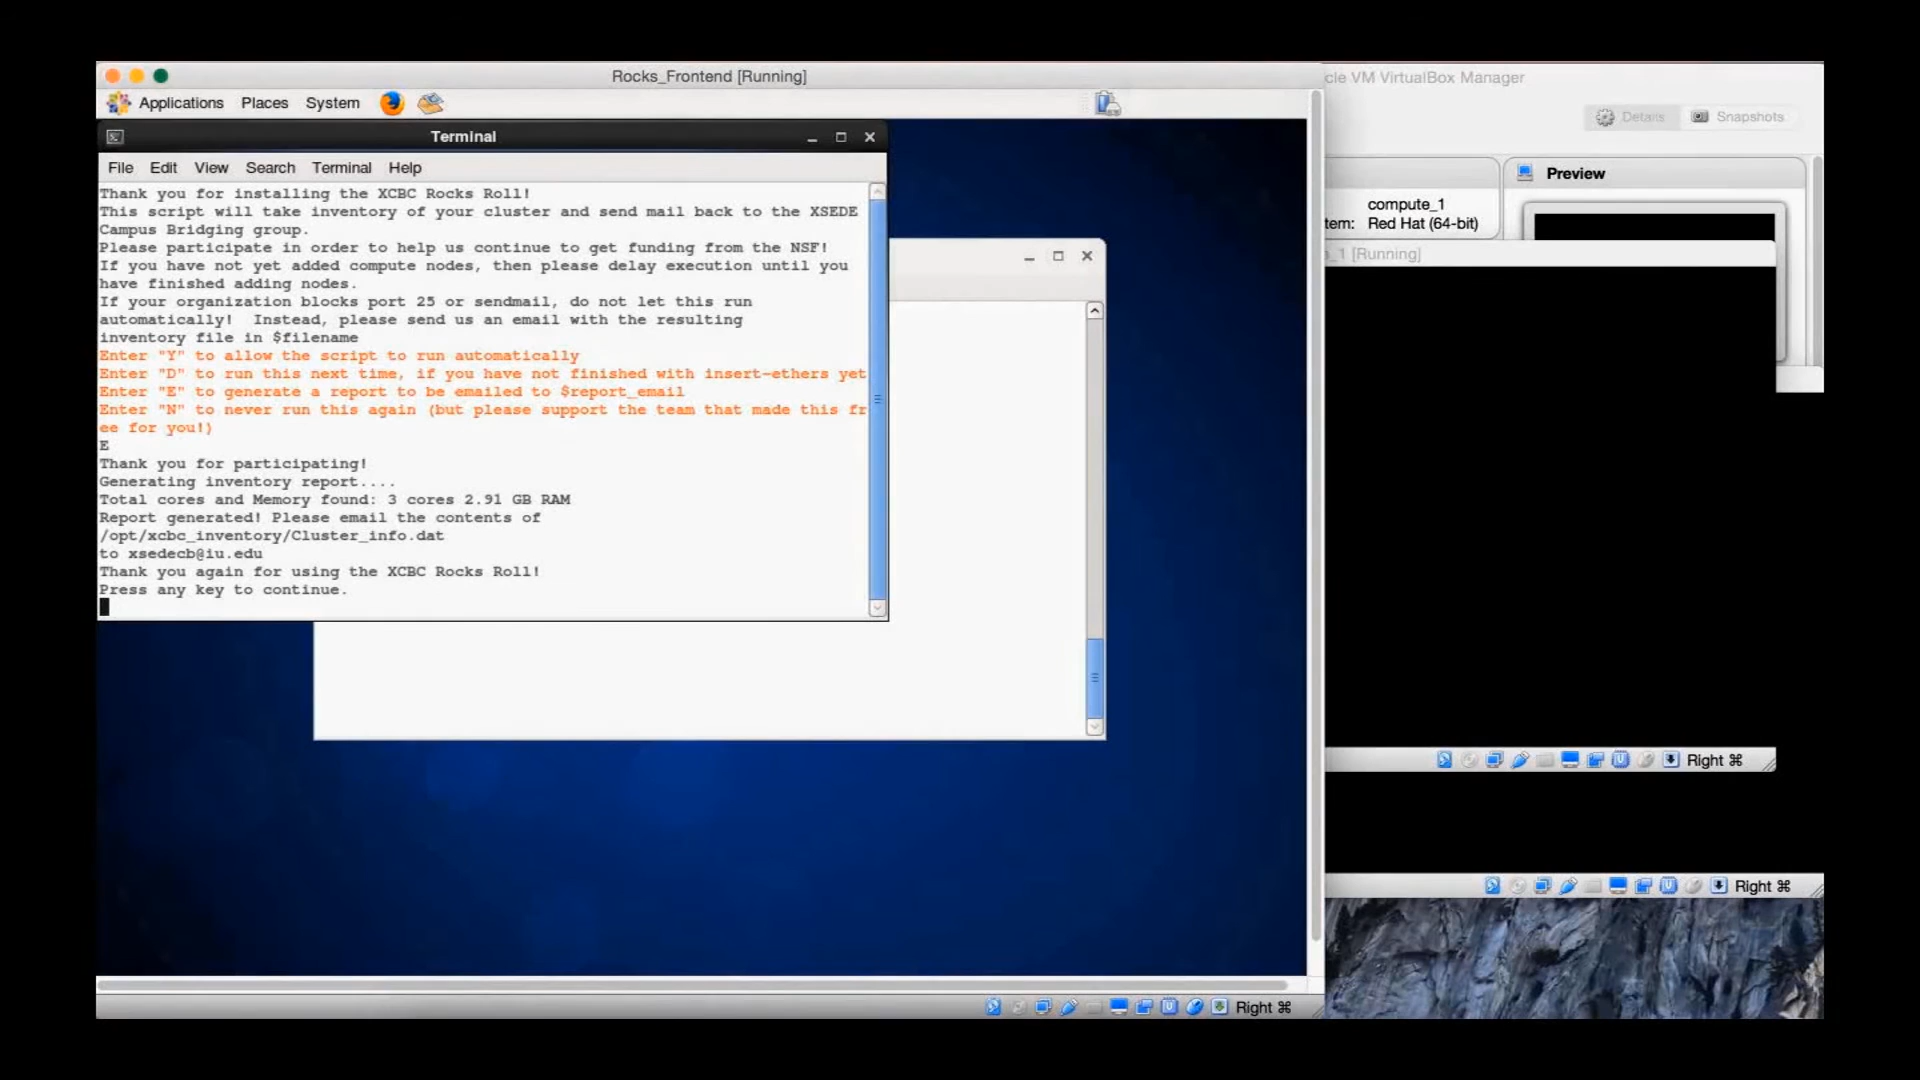 Rocks_Frontend [Running]
cle VM VirtualBox Manager
Applications Places System
Details Snapshots
Terminal
File Edit View Search Terminal Help
Preview
compute_1
tem: Red Hat (64-bit)
_1 [Running]
Thank you for installing the XCBC Rocks Roll!
This script will take inventory of your cluster and send mail back to the XSEDE
Campus Bridging group.
Please participate in order to help us continue to get funding from the NSF!
If you have not yet added compute nodes, then please delay execution until you
have finished adding nodes.
If your organization blocks port 25 or sendmail, do not let this run
automatically!  Instead, please send us an email with the resulting
inventory file in $filename
Enter "Y" to allow the script to run automatically
Enter "D" to run this next time, if you have not finished with insert-ethers yet
Enter "E" to generate a report to be emailed to $report_email
Enter "N" to never run this again (but please support the team that made this fr
ee for you!)
E
Thank you for participating!
Generating inventory report....
Total cores and Memory found: 3 cores 2.91 GB RAM
Report generated! Please email the contents of
/opt/xcbc_inventory/Cluster_info.dat
to xsedecb@iu.edu
Thank you again for using the XCBC Rocks Roll!
Press any key to continue.
Right ⌘
Right ⌘
Right ⌘